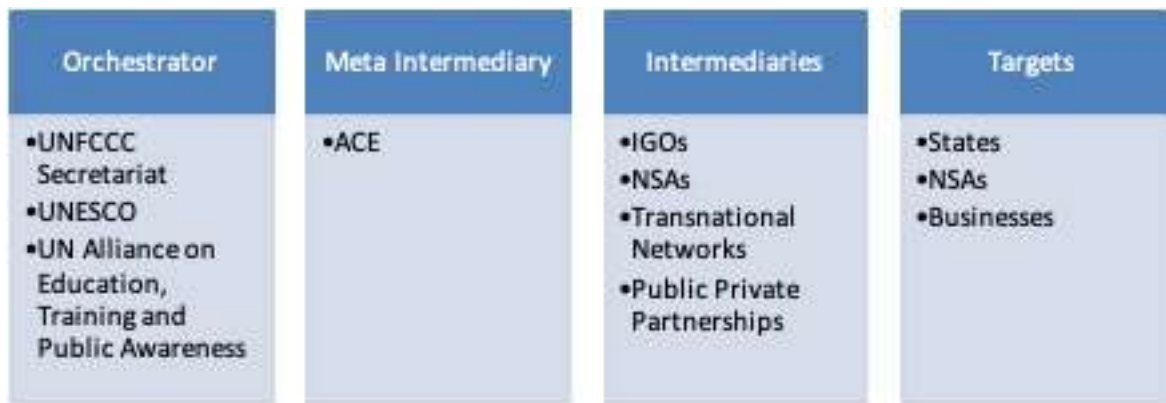 Orchestrator
•UNFCCC
Secretariat
•UNESCO
•UN Alliance on
Education,
Training and
Public Awareness
Meta Intermediary
•ACE
Intermediaries
•IGOs
•NSAs
•Transnational
Networks
•Public Private
Partnerships
Targets
•States
•NSAs
•Businesses